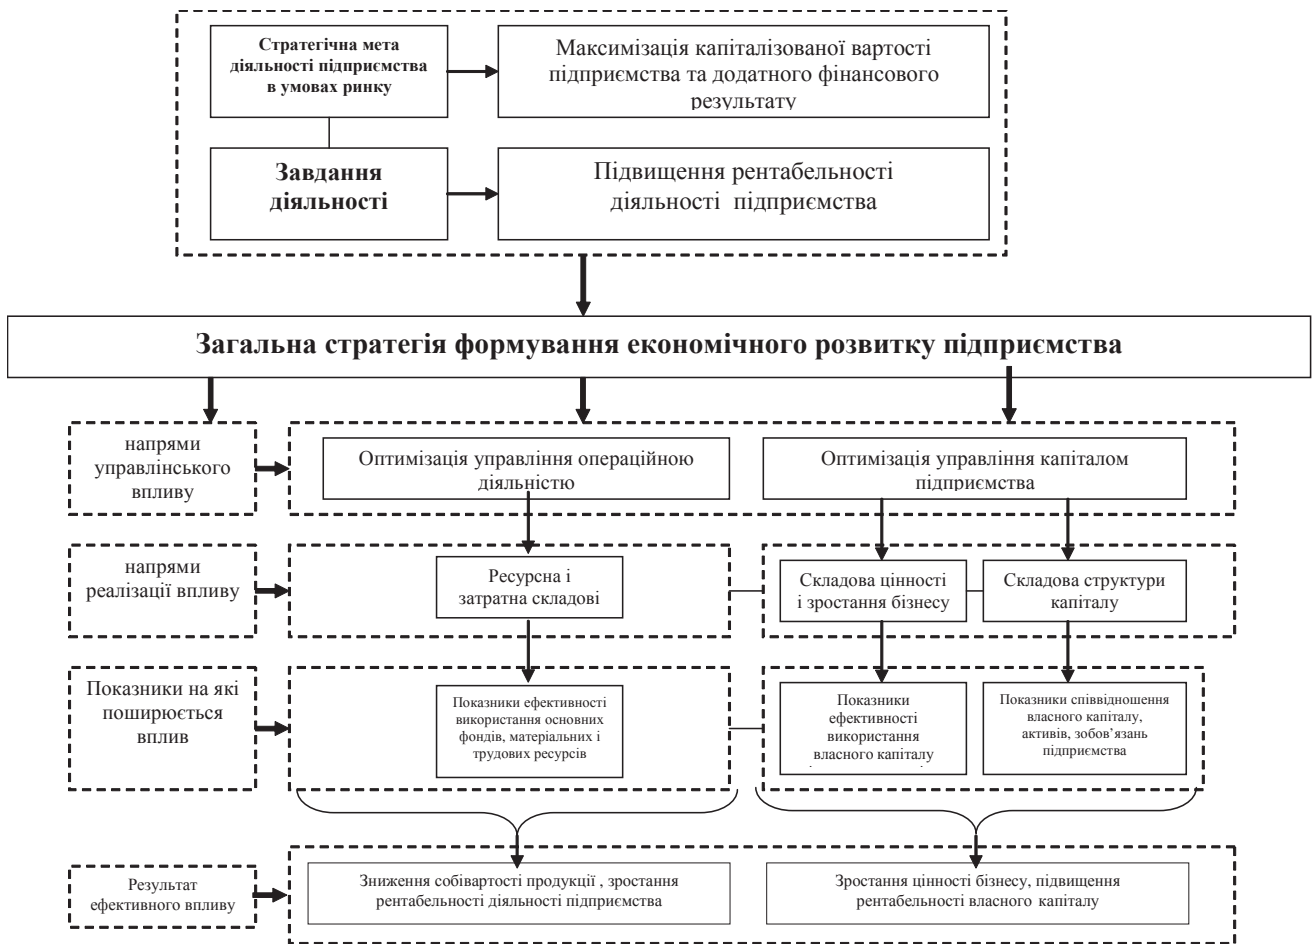 Стратегічна мета
діяльності підприємства
в умовах ринку
Максимізація капіталізованої вартості
підприємства та додатного фінансового
результату
Завдання
діяльності
Підвищення рентабельності
діяльності підприємства
Загальна стратегія формування економічного розвитку підприємства
напрями
управлінського
впливу
Оптимізація управління операційною
діяльністю
Оптимізація управління капіталом
підприємства
напрями
реалізації впливу
Ресурсна і
затратна складові
Складова цінності
і зростання бізнесу
Складова структури
капіталу
Показники на які
поширюється
вплив
Показники ефективності
використання основних
фондів, матеріальних і
трудових ресурсів
Показники
ефективності
використання
власного капіталу
Показники співвідношення
власного капіталу,
активів, зобов’язань
підприємства
Результат
ефективного впливу
Зниження собівартості продукції , зростання
рентабельності діяльності підприємства
Зростання цінності бізнесу, підвищення
рентабельності власного капіталу